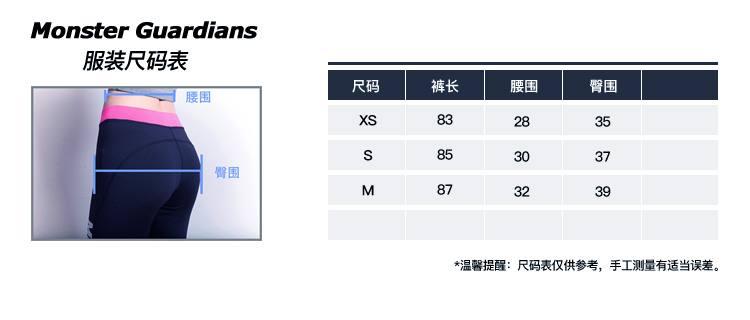 Monster Guardians
服装尺码表
腰围
臀围
尺码 裤长 腰围 臀围
XS 83 28 35
S 85 30 37
M 87 32 39
*温馨提醒：尺码表仅供参考，手工测量有适当误差。